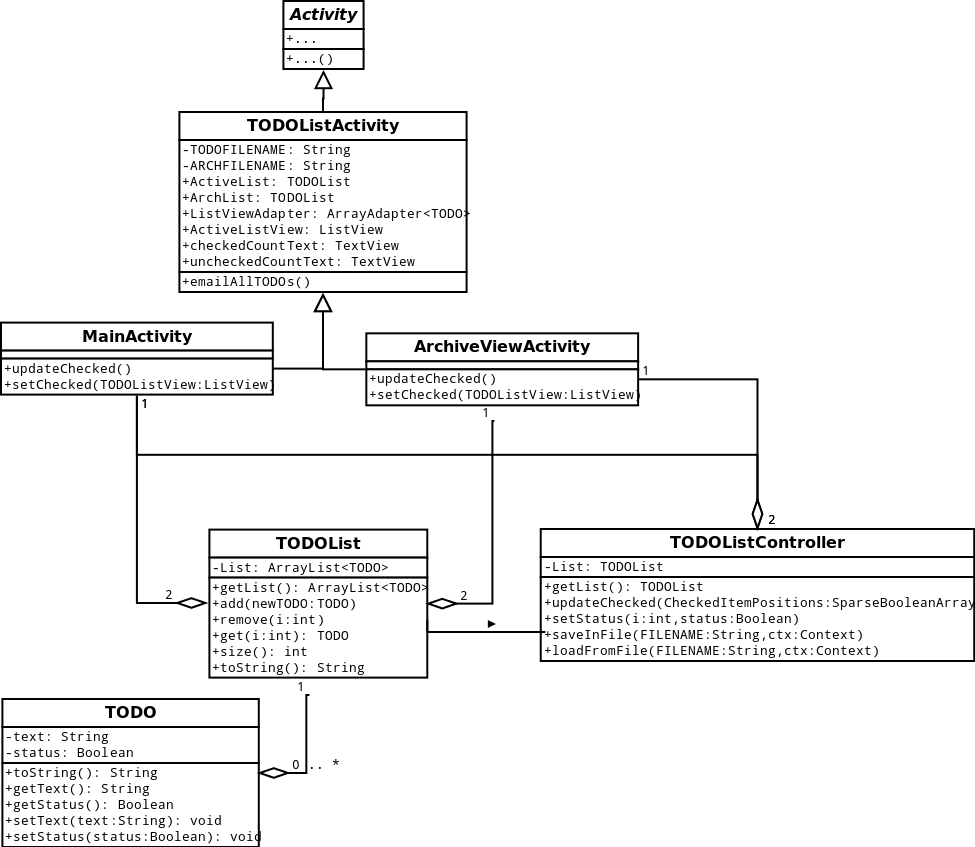 Activity
+...
+...()
TODOListActivity
-TODOFILENAME: String
-ARCHFILENAME: String
+ActiveList: TODOList
+ArchList: TODOList
+ListViewAdapter: ArrayAdapter<TODO>
+ActiveListView: ListView
+checkedCountText: TextView
+uncheckedCountText: TextView
+emailAllTODOs()
MainActivity
+updateChecked()
+setChecked(TODOListView:ListView)
1
ArchiveViewActivity
+updateChecked()
+setChecked(TODOListView:ListView)
1
1
TODOList
-List: ArrayList<TODO>
+getList(): ArrayList<TODO>
+add(newTODO:TODO)
+remove(i:int)
+get(i:int): TODO
+size(): int
+toString(): String
2
2
1
TODOListController
-List: TODOList
+getList(): TODOList
+updateChecked(CheckedItemPositions:SparseBooleanArray
+setStatus(i:int,status:Boolean)
+saveInFile(FILENAME:String,ctx:Context)
+loadFromFile(FILENAME:String,ctx:Context)
2
TODO
-text: String
-status: Boolean
+toString(): String
+getText(): String
+getStatus(): Boolean
+setText(text:String): void
+setStatus(status:Boolean): void
0 .. *